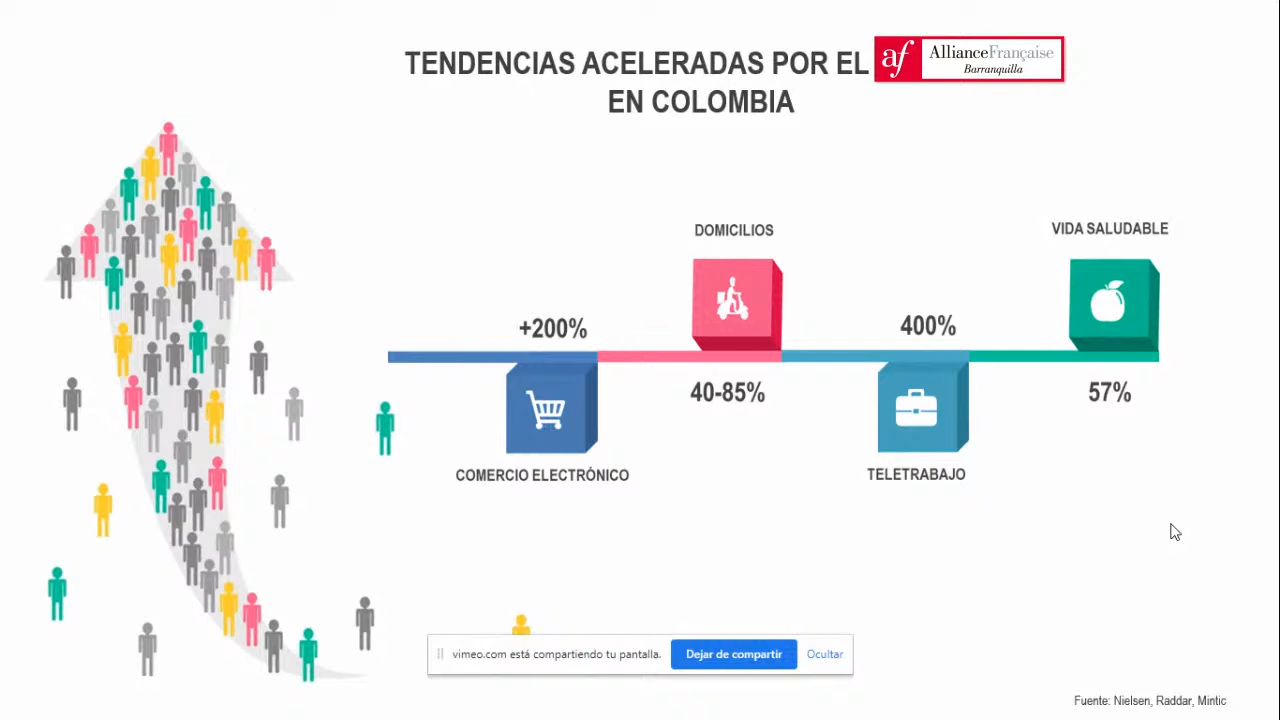 TENDENCIAS ACELERADAS POR EL
EN COLOMBIA
af AllianceFrançaise
Barranquilla
DOMICILIOS
VIDA SALUDABLE
+200%
400%
40-85%
57%
COMERCIO ELECTRÓNICO
TELETRABAJO
vimeo.com está compartiendo tu pantalla. Dejar de compartir Ocultar
Fuente: Nielsen, Raddar, Mintic